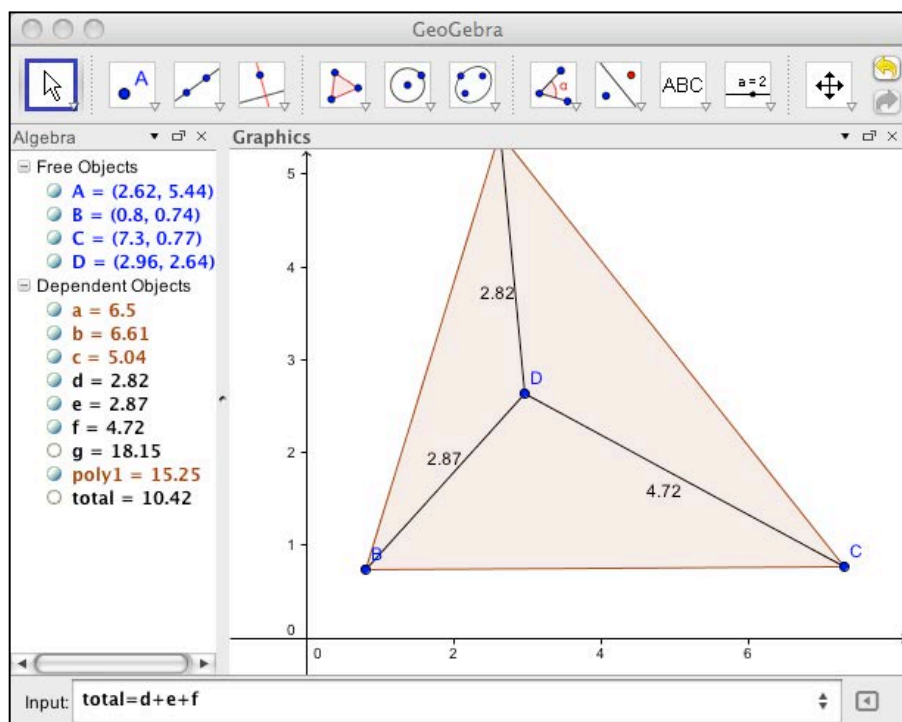 GeoGebra
A
α
ABC
a=2
Algebra
Graphics
Free Objects
A = (2.62, 5.44)
B = (0.8, 0.74)
C = (7.3, 0.77)
D = (2.96, 2.64)
Dependent Objects
a = 6.5
b = 6.61
c = 5.04
d = 2.82
e = 2.87
f = 4.72
g = 18.15
poly1 = 15.25
total = 10.42
5
4
2.82
3
D
2
2.87
4.72
1
B
C
0
0 2 4 6
Input: total=d+e+f